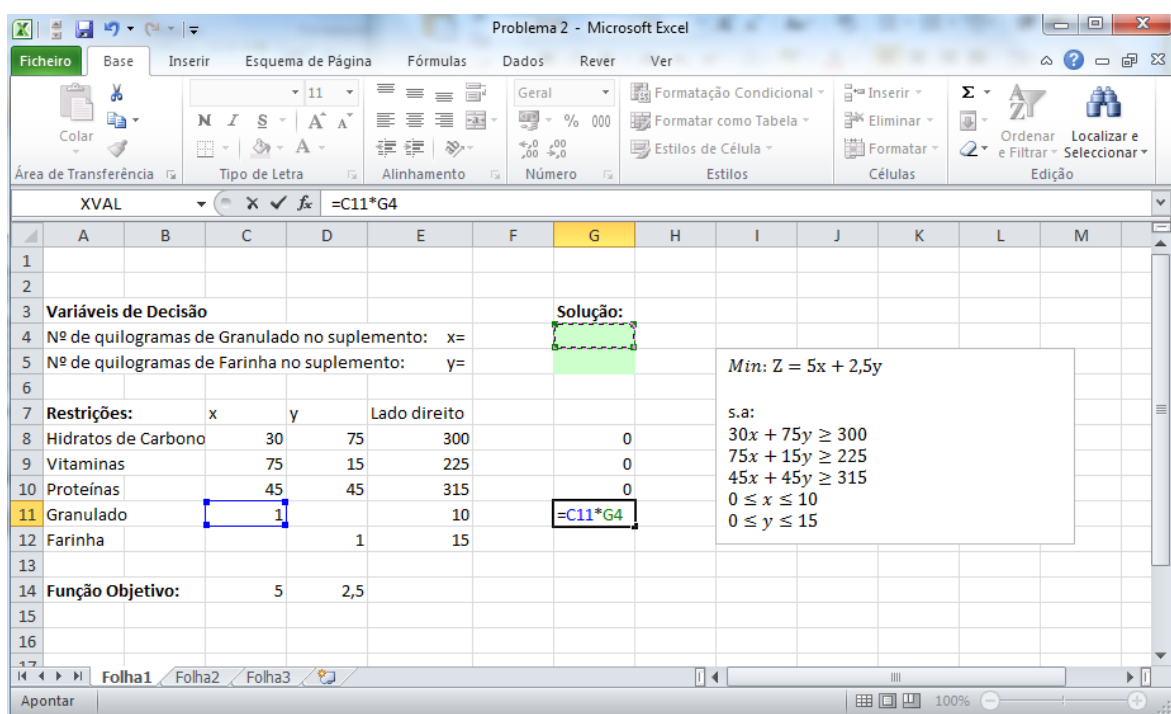 Problema 2 - Microsoft Excel
Ficheiro Base Inserir Esquema de Página Fórmulas Dados Rever Ver
Colar
N I S
11 A A
A
Geral
% 000
Formatação Condicional
Formatar como Tabela
Estilos de Célula
Inserir
Eliminar
Formatar
Σ
Ordenar e Filtrar
Localizar e Seleccionar
Área de Transferência Tipo de Letra Alinhamento Número Estilos Células Edição
XVAL fx =C11*G4
A B C D E F G H I J K L M
1
2
3 Variáveis de Decisão Solução:
4 Nº de quilogramas de Granulado no suplemento: x=
5 Nº de quilogramas de Farinha no suplemento: y=
6
7 Restrições: x y Lado direito
8 Hidratos de Carbono 30 75 300 0
9 Vitaminas 75 15 225 0
10 Proteínas 45 45 315 0
11 Granulado 1 10 =C11*G4
12 Farinha 1 15
13
14 Função Objetivo: 5 2,5
15
16
17
Min: Z = 5x + 2,5y
s.a:
30x + 75y ≥ 300
75x + 15y ≥ 225
45x + 45y ≥ 315
0 ≤ x ≤ 10
0 ≤ y ≤ 15
Folha1 Folha2 Folha3
Apontar 100%